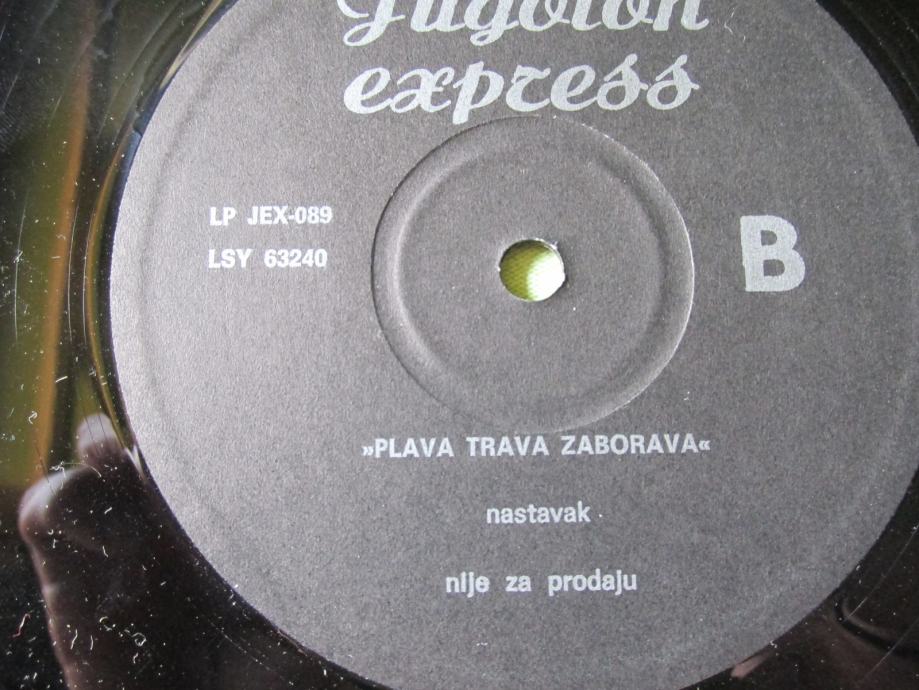 Jugoton
express
LP JEX-089
LSY 63240
B
»PLAVA TRAVA ZABORAVA«
nastavak
nije za prodaju